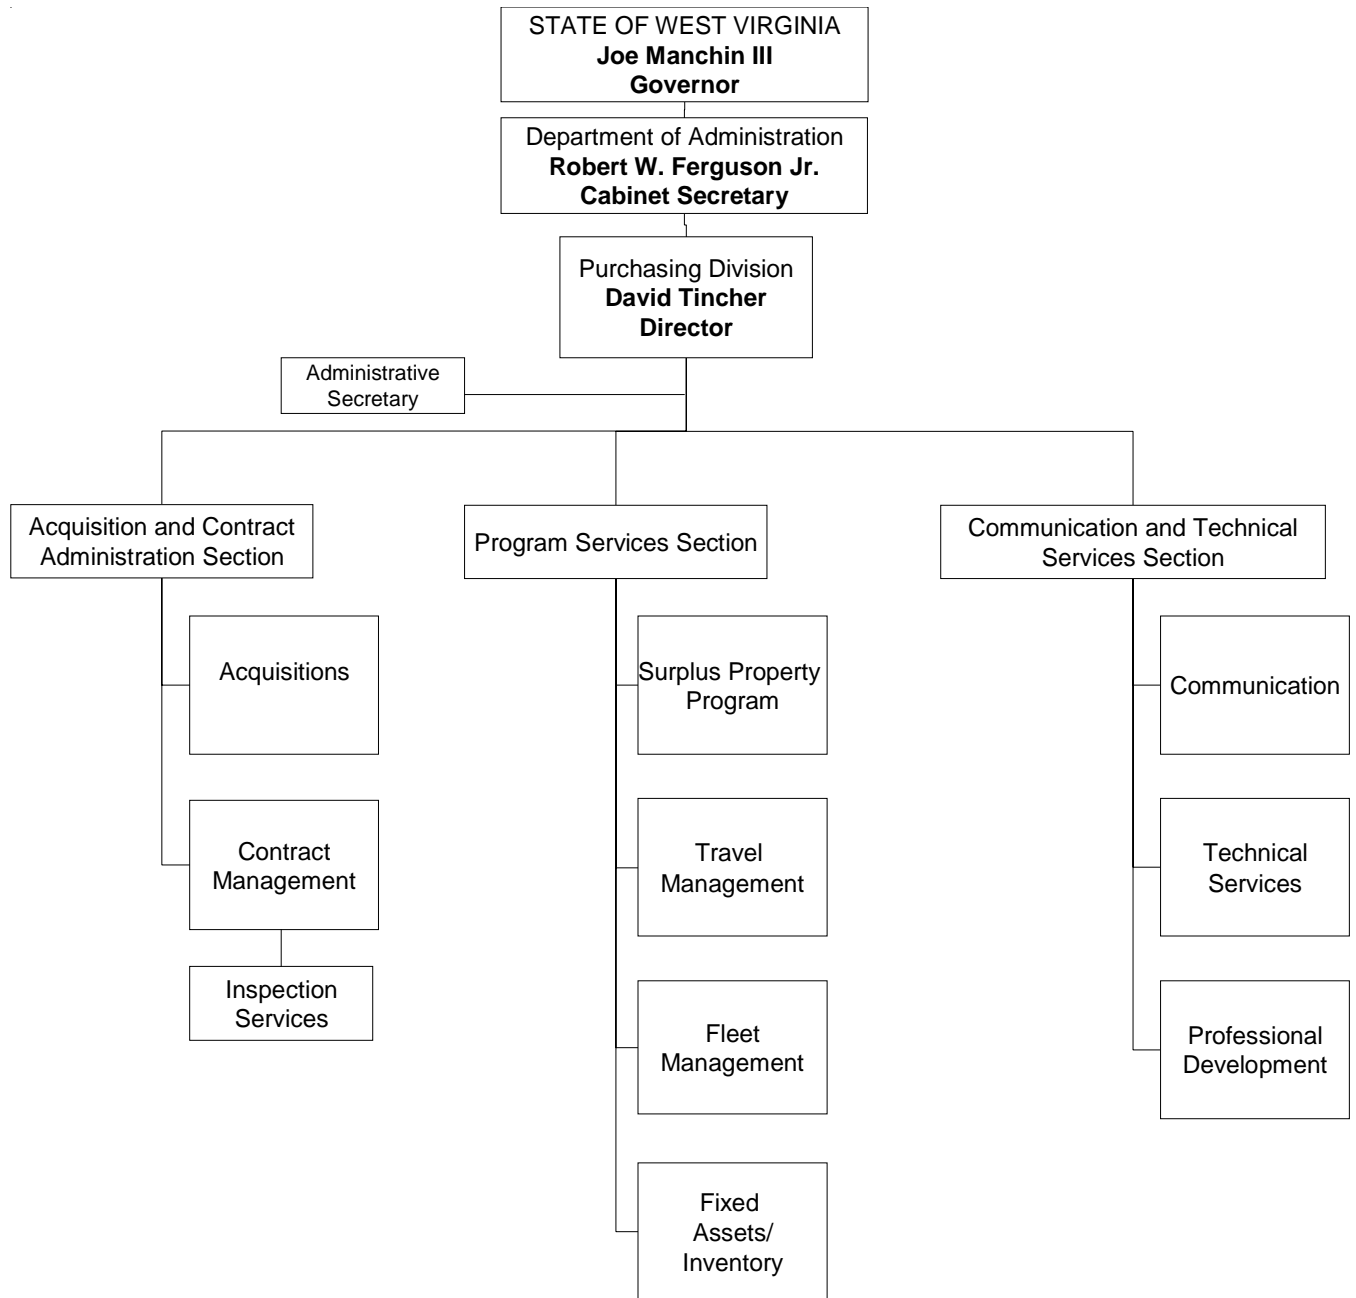 STATE OF WEST VIRGINIA
Joe Manchin III
Governor
Department of Administration
Robert W. Ferguson Jr.
Cabinet Secretary
Purchasing Division
David Tincher
Director
Administrative
Secretary
Acquisition and Contract
Administration Section
Program Services Section
Communication and Technical
Services Section
Acquisitions
Contract
Management
Inspection
Services
Surplus Property
Program
Travel
Management
Fleet
Management
Fixed
Assets/
Inventory
Communication
Technical
Services
Professional
Development